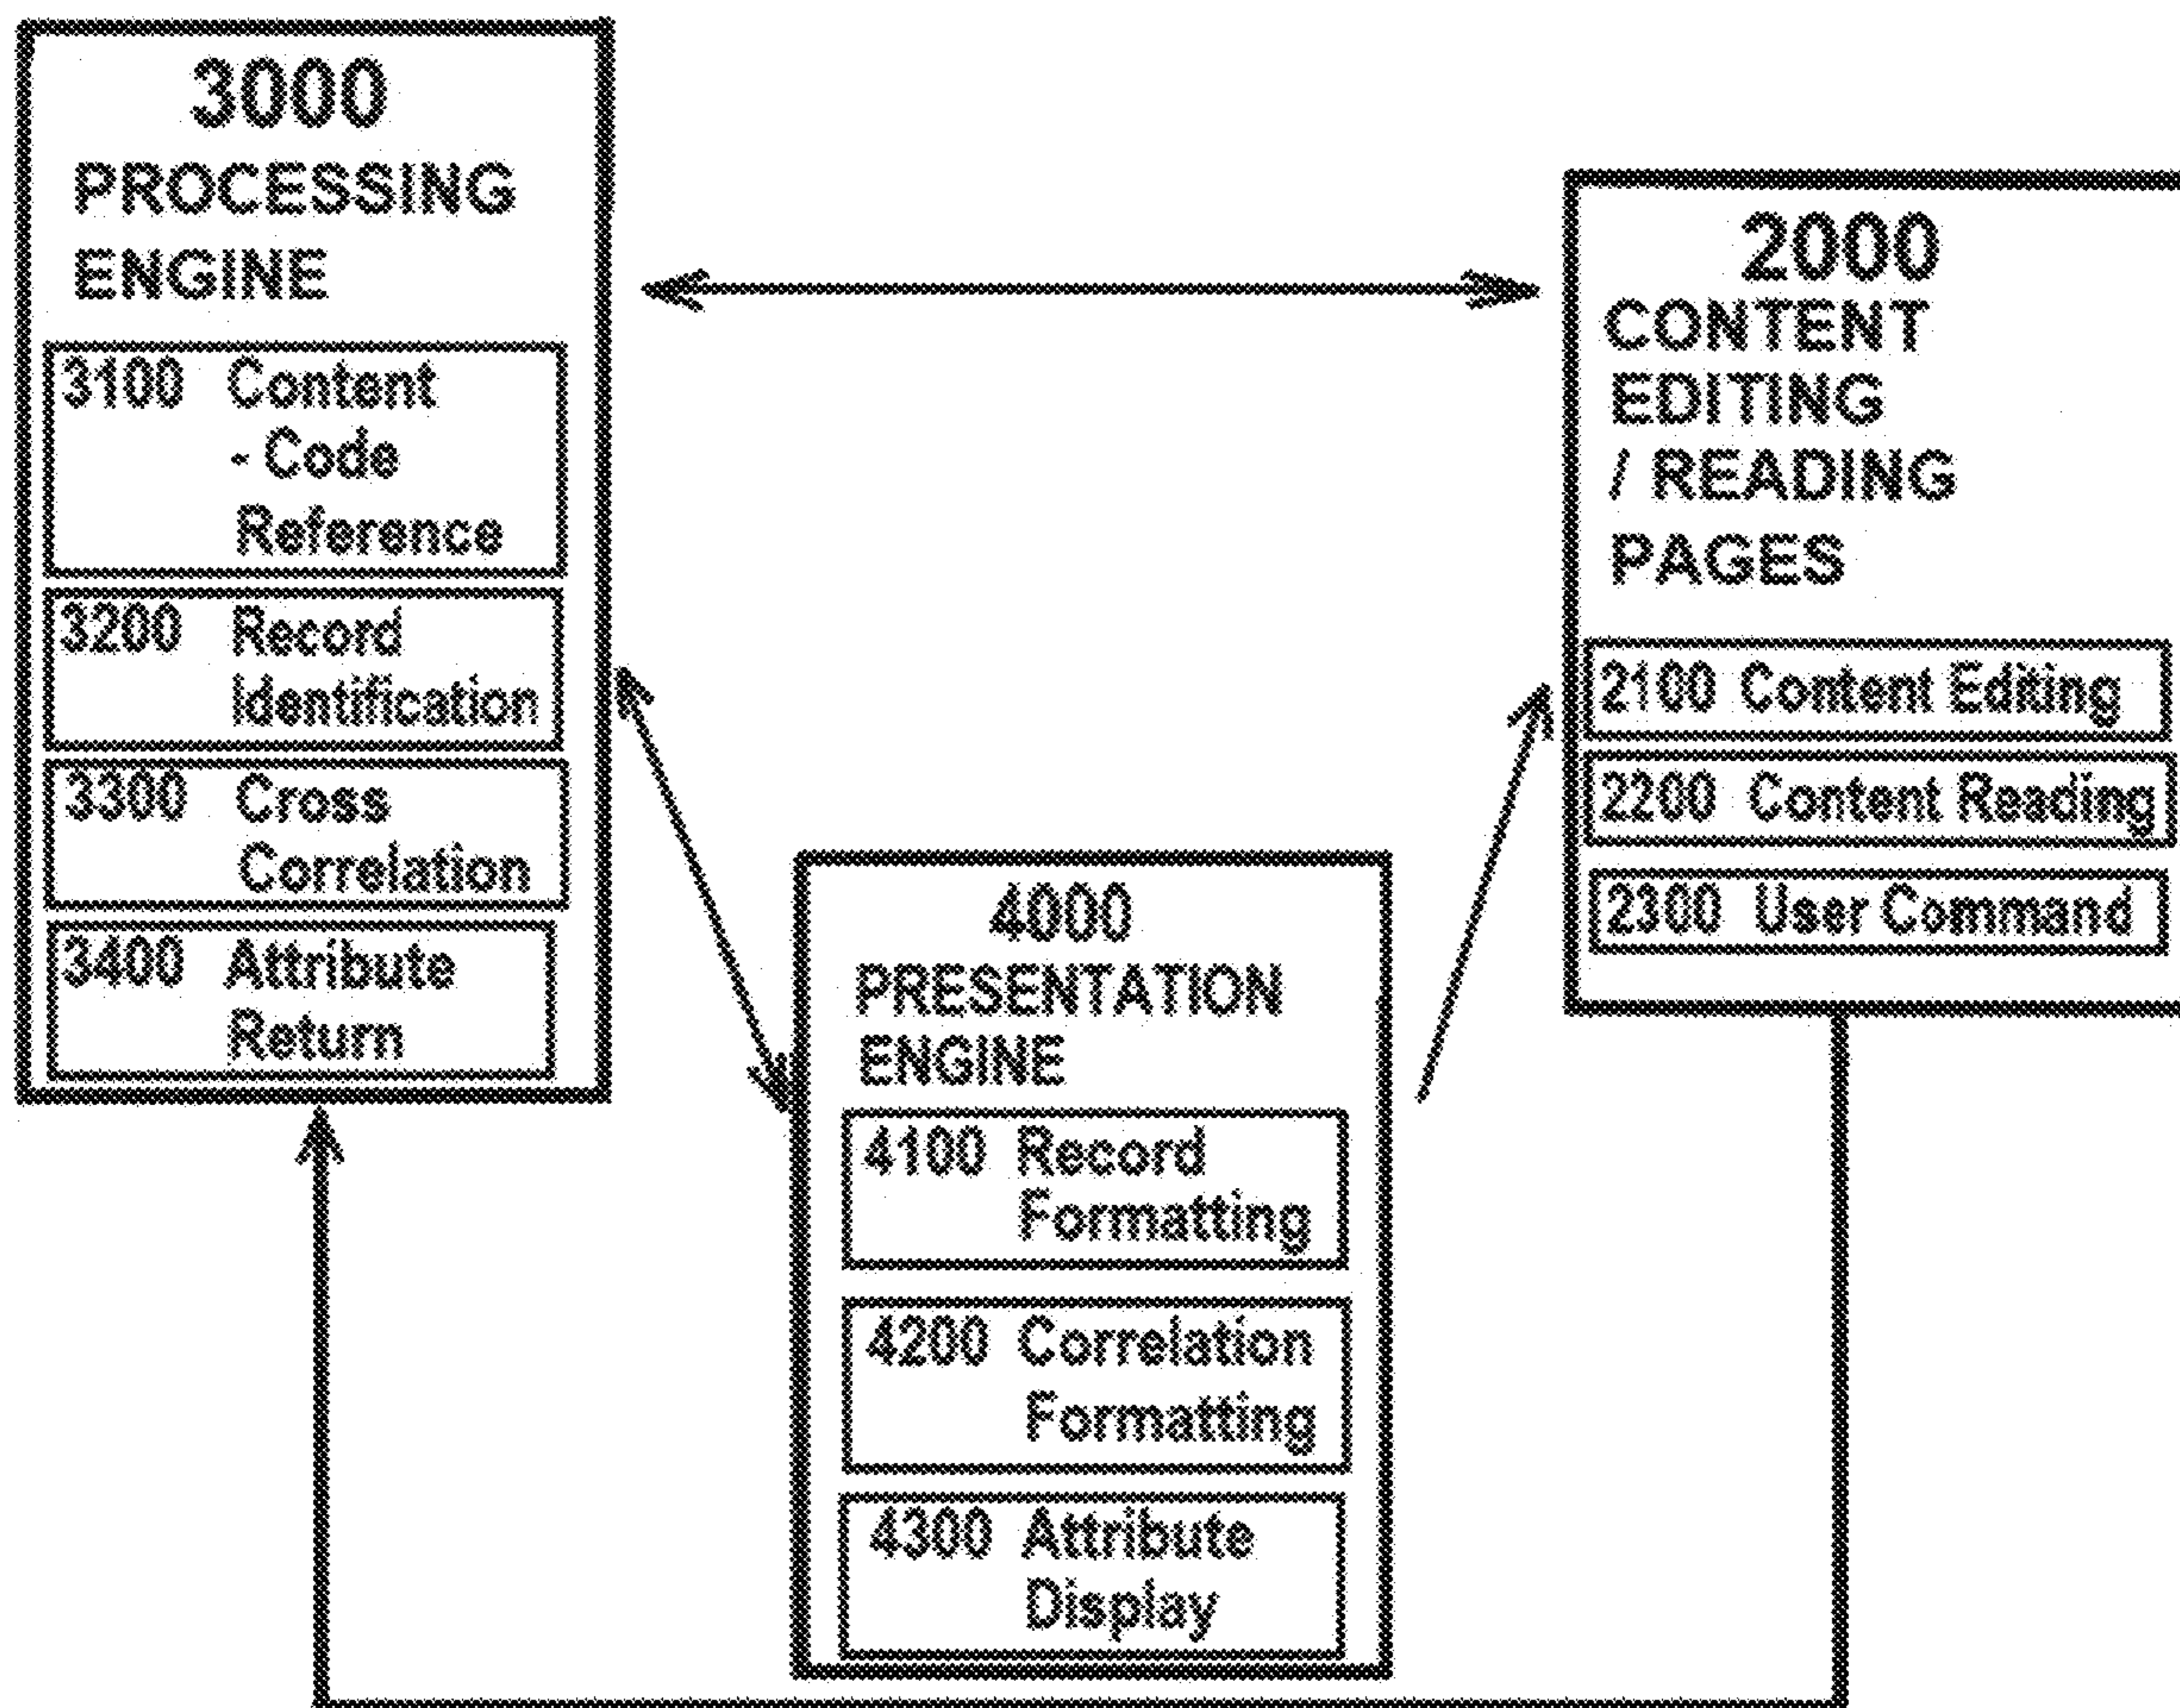 3000
PROCESSING
ENGINE
3100 Content
- Code
Reference
3200 Record
Identification
3300 Cross
Correlation
3400 Attribute
Return
2000
CONTENT
EDITING
/ READING
PAGES
2100 Content Editing
2200 Content Reading
2300 User Command
4000
PRESENTATION
ENGINE
4100 Record
Formatting
4200 Correlation
Formatting
4300 Attribute
Display